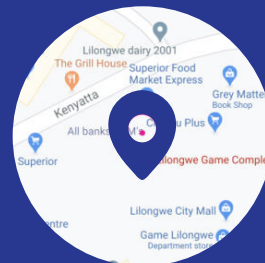 Lilongwe dairy 2001
The Grill House
Superior Food
Market Express
Grey Matte
Book Shop
Kenyatta
All banks
u Plus
Superior
ilongwe Game Comple
Lilongwe City Mall
entre
Game Lilongwe
Department store